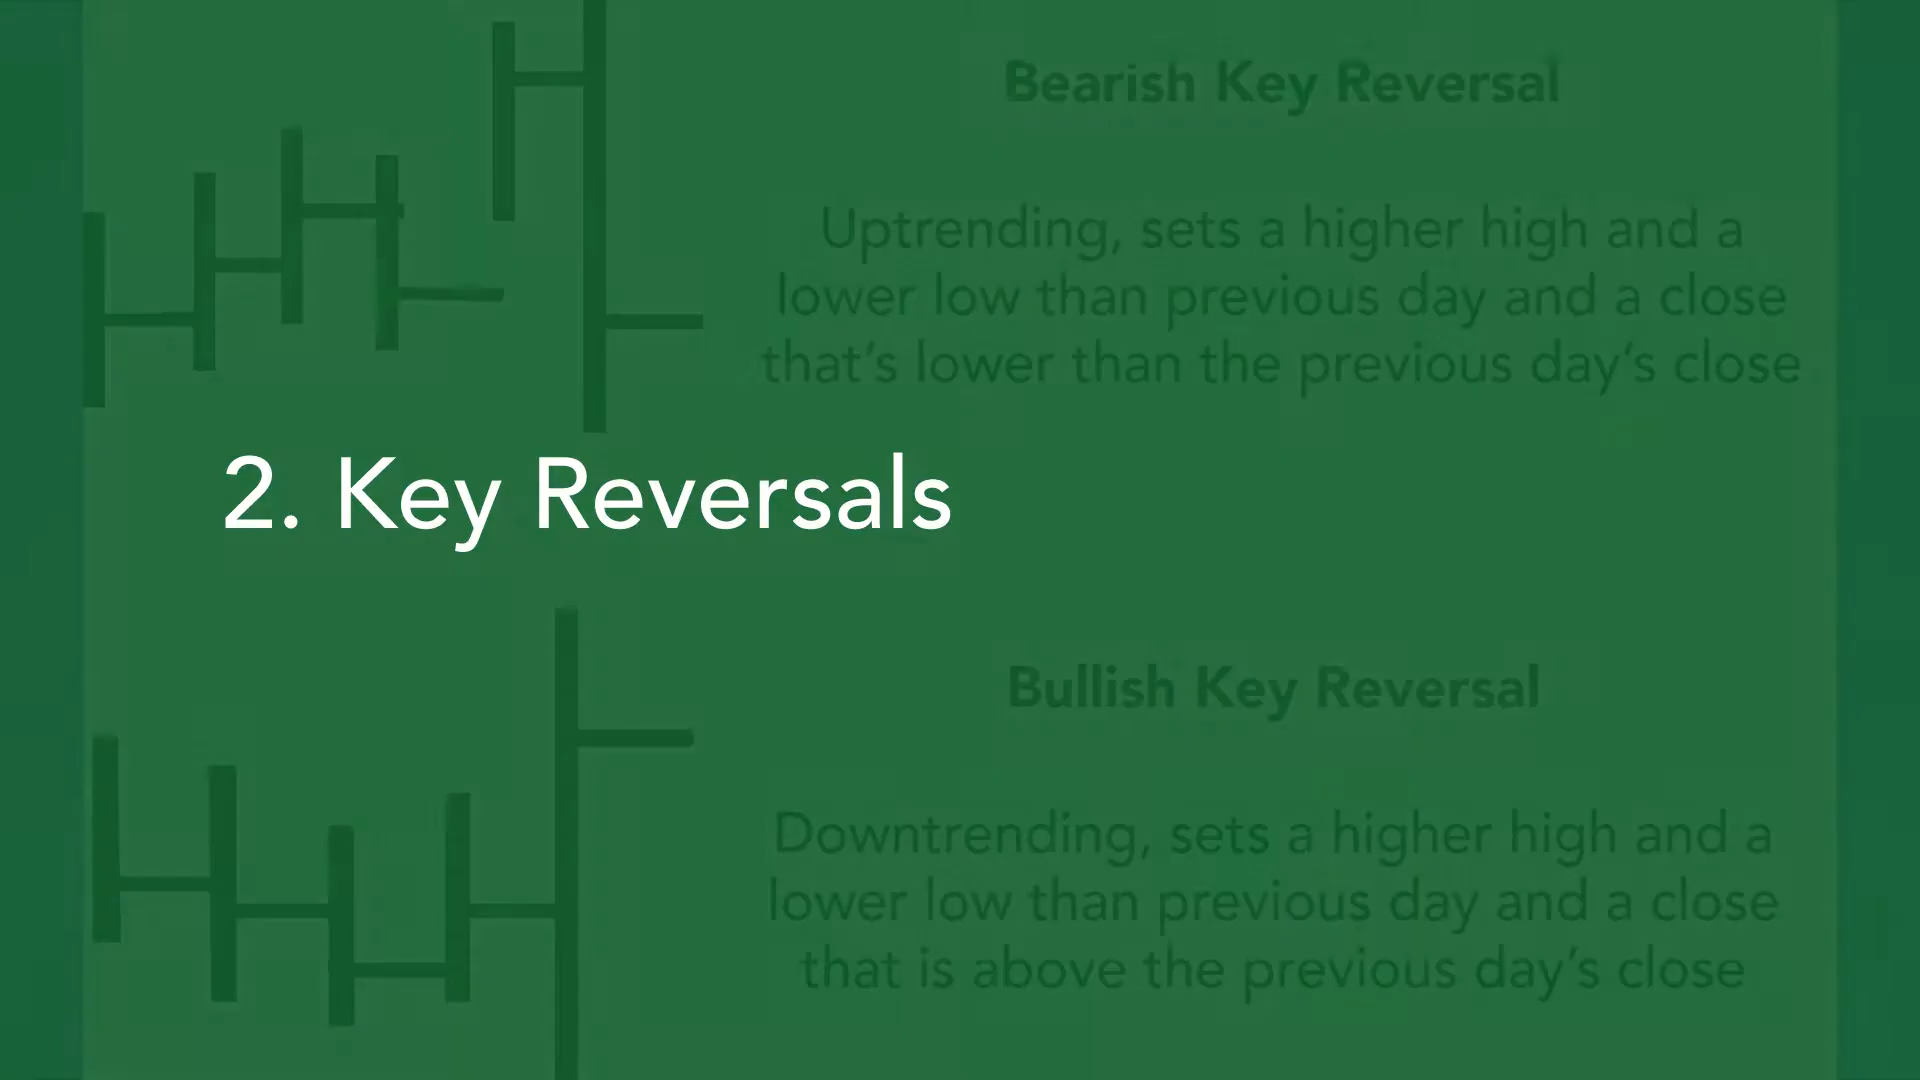 Bearish Key Reversal
Uptrending, sets a higher high and a
lower low than previous day and a close
that's lower than the previous day's close
2. Key Reversals
Bullish Key Reversal
Downtrending, sets a higher high and a
lower low than previous day and a close
that is above the previous day's close